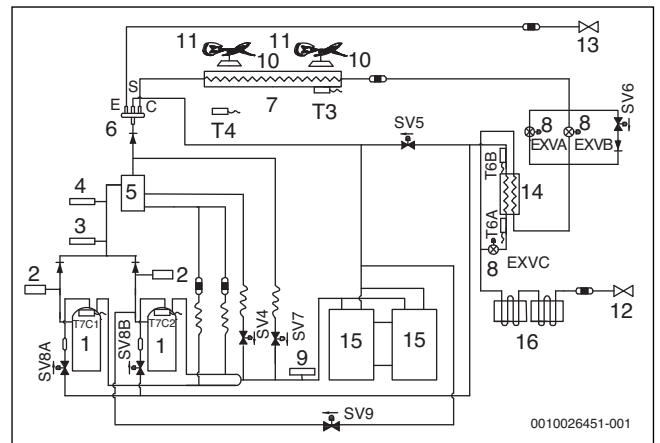 11
11
10
10
13
E
S
C
7
T3
T4
6
SV5
8
8
SV6
EXVA
EXVB
T6B
14
T6A
4
5
3
2
2
8
EXVC
12
T7C1
T7C2
1
1
SV8A
SV8B
SV4
SV7
9
15
15
16
SV9
0010026451-001